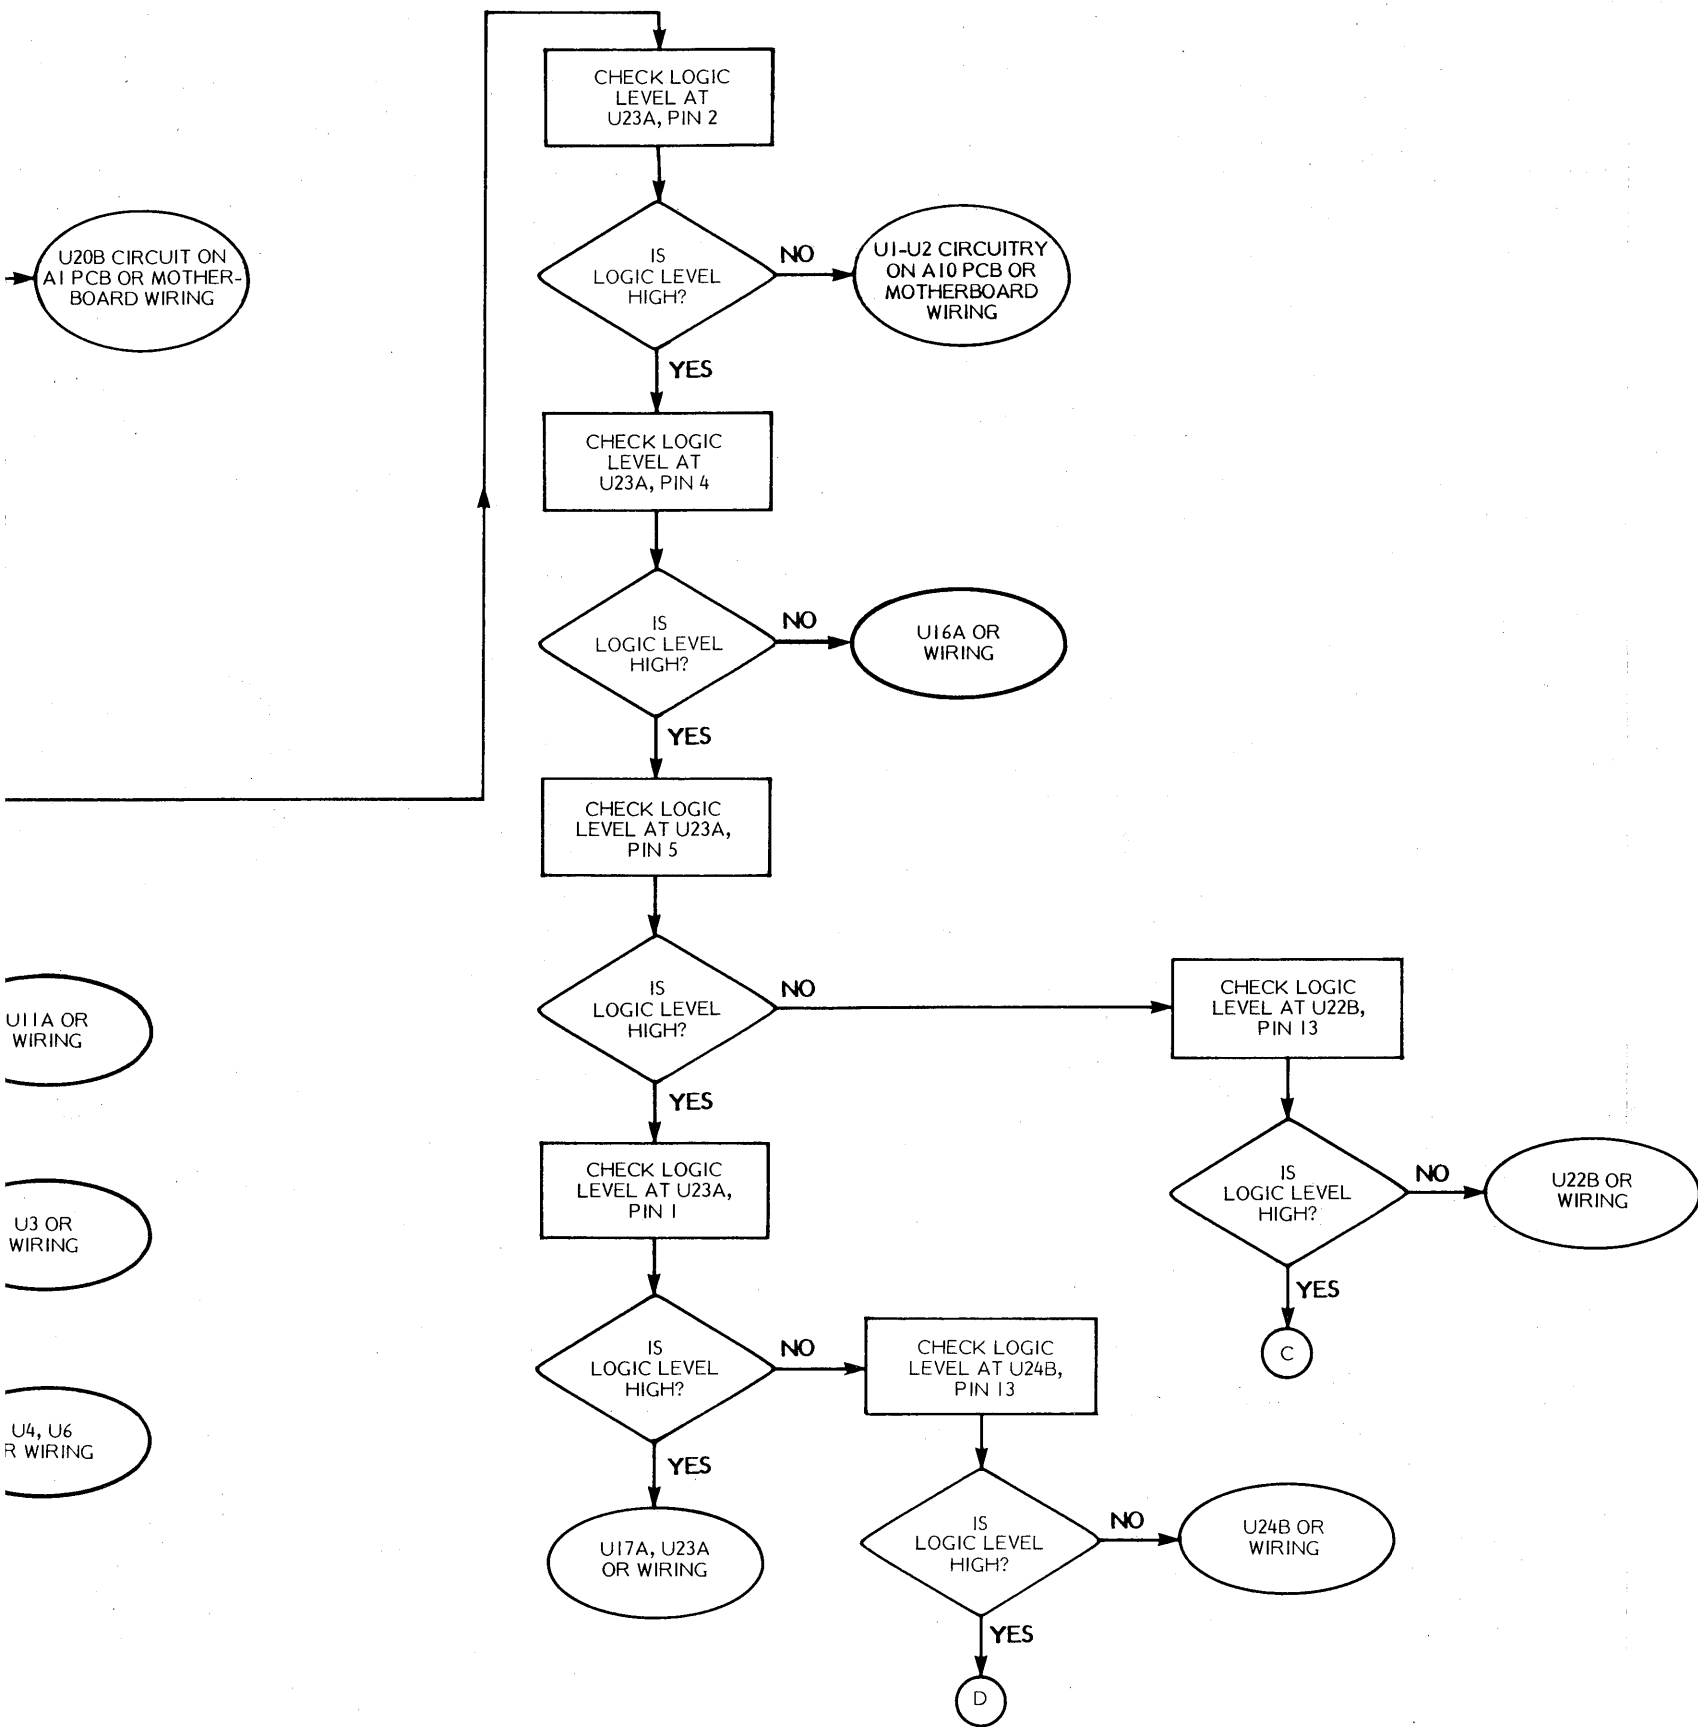 CHECK LOGIC
LEVEL AT
U23A, PIN 2
U20B CIRCUIT ON
A1 PCB OR MOTHER-
BOARD WIRING
IS
LOGIC LEVEL
HIGH?
NO
U1-U2 CIRCUITRY
ON A10 PCB OR
MOTHERBOARD
WIRING
YES
CHECK LOGIC
LEVEL AT
U23A, PIN 4
IS
LOGIC LEVEL
HIGH?
NO
U16A OR
WIRING
YES
CHECK LOGIC
LEVEL AT U23A,
PIN 5
IS
LOGIC LEVEL
HIGH?
NO
CHECK LOGIC
LEVEL AT U22B,
PIN 13
U11A OR
WIRING
YES
CHECK LOGIC
LEVEL AT U23A,
PIN 1
IS
LOGIC LEVEL
HIGH?
NO
U22B OR
WIRING
YES
C
U3 OR
WIRING
IS
LOGIC LEVEL
HIGH?
NO
CHECK LOGIC
LEVEL AT U24B,
PIN 13
U4, U6
R WIRING
YES
U17A, U23A
OR WIRING
IS
LOGIC LEVEL
HIGH?
NO
U24B OR
WIRING
YES
D